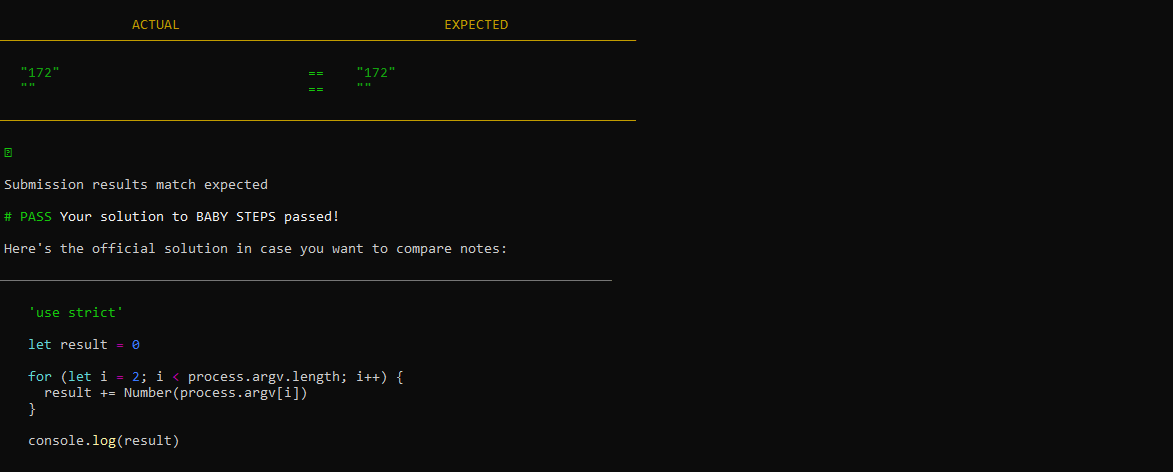 ACTUAL EXPECTED
"172" == "172"
"" == ""
Submission results match expected
# PASS Your solution to BABY STEPS passed!
Here's the official solution in case you want to compare notes:
'use strict'
let result = 0
for (let i = 2; i < process.argv.length; i++) {
result += Number(process.argv[i])
}
console.log(result)